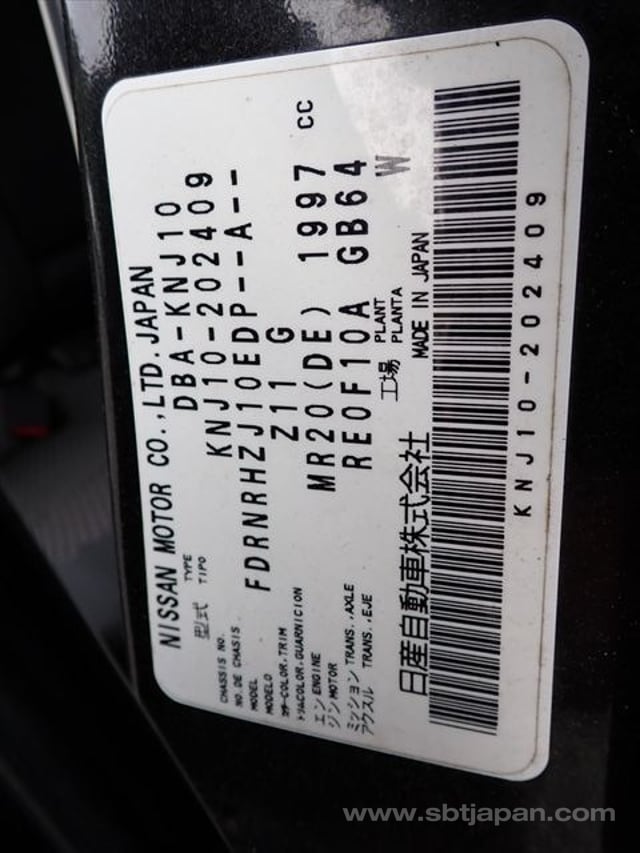 NISSAN MOTOR CO.,LTD.JAPAN
型式 TYPE TIPO DBA-KNJ10
CHASSIS NO.
NO. DE CHASIS KNJ10-202409
MODEL
MODELO FDRNRHZJ10EDP--A--
カラー COLOR,TRIM
トリム COLOR,GUARNICION Z11 G
エンジン ENGINE MOTOR MR20(DE) 1997 CC
ミッション TRANS.,AXLE
アクスル TRANS.,EJE RE0F10A GB64
工場 PLANT PLANTA W
日産自動車株式会社 MADE IN JAPAN
KNJ10-202409
www.sbtjapan.com